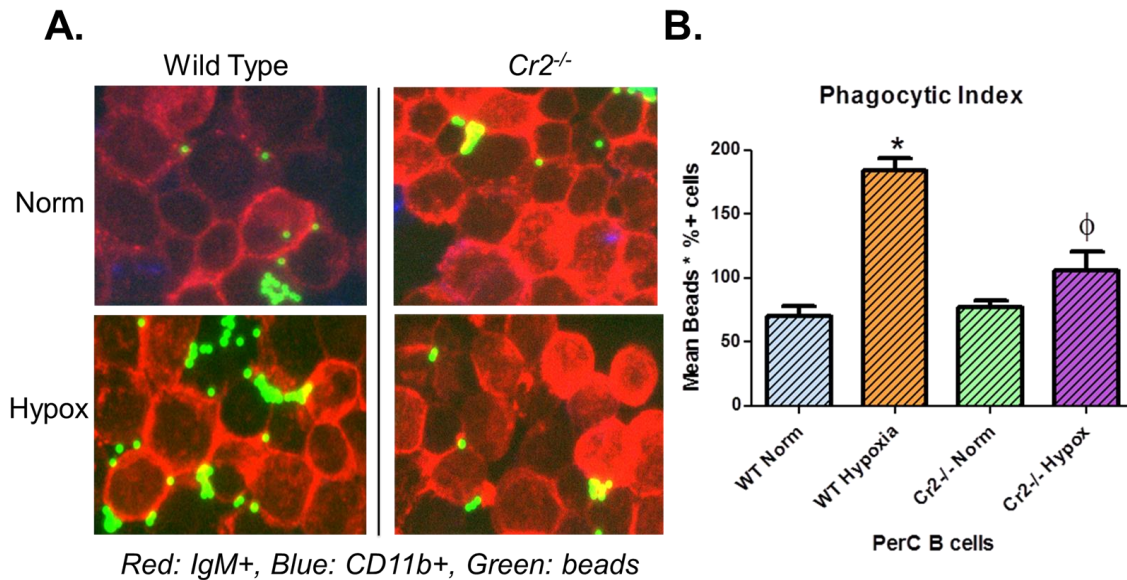 A.
Wild Type
Cr2-/-
Norm
Hypox
Red: IgM+, Blue: CD11b+, Green: beads
B.
Phagocytic Index
Mean Beads * %+ cells
200
150
100
50
0
*
ϕ
WT Norm
WT Hypoxia
Cr2-/- Norm
Cr2-/- Hypox
PerC B cells